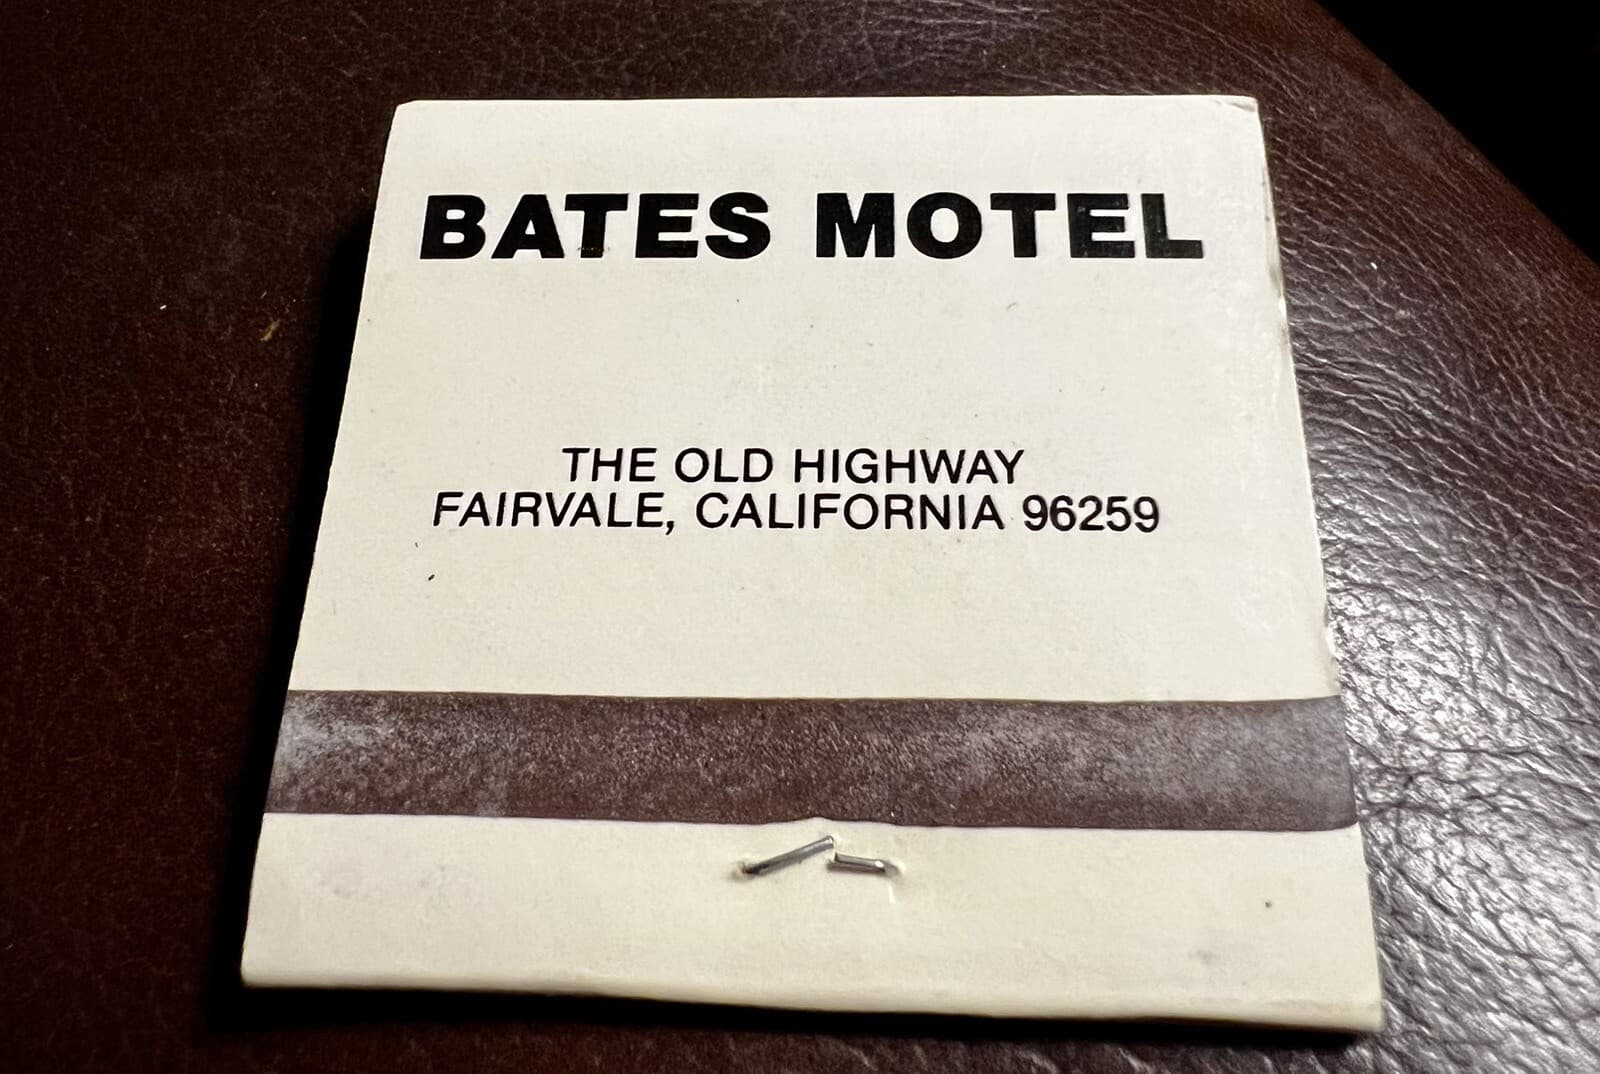 BATES MOTEL
THE OLD HIGHWAY
FAIRVALE, CALIFORNIA 96259